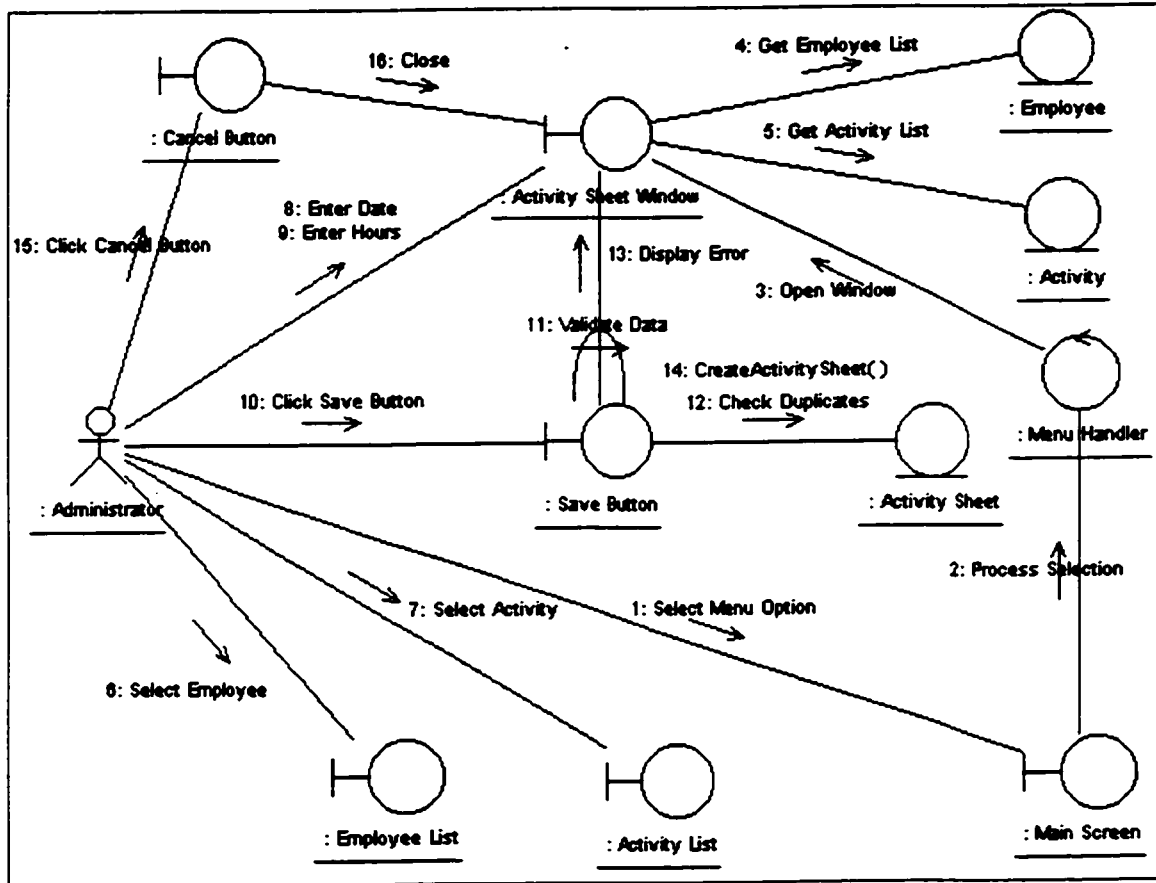 16: Close
4: Get Employee List
: Employee
: Cancel Button
5: Get Activity List
: Activity Sheet Window
8: Enter Date
9: Enter Hours
15: Click Cancel Button
13: Display Error
: Activity
3: Open Window
11: Validate Data
14: CreateActivitySheet()
10: Click Save Button
12: Check Duplicates
: Menu Handler
: Administrator
: Save Button
: Activity Sheet
2: Process Selection
7: Select Activity
1: Select Menu Option
6: Select Employee
: Employee List
: Activity List
: Main Screen